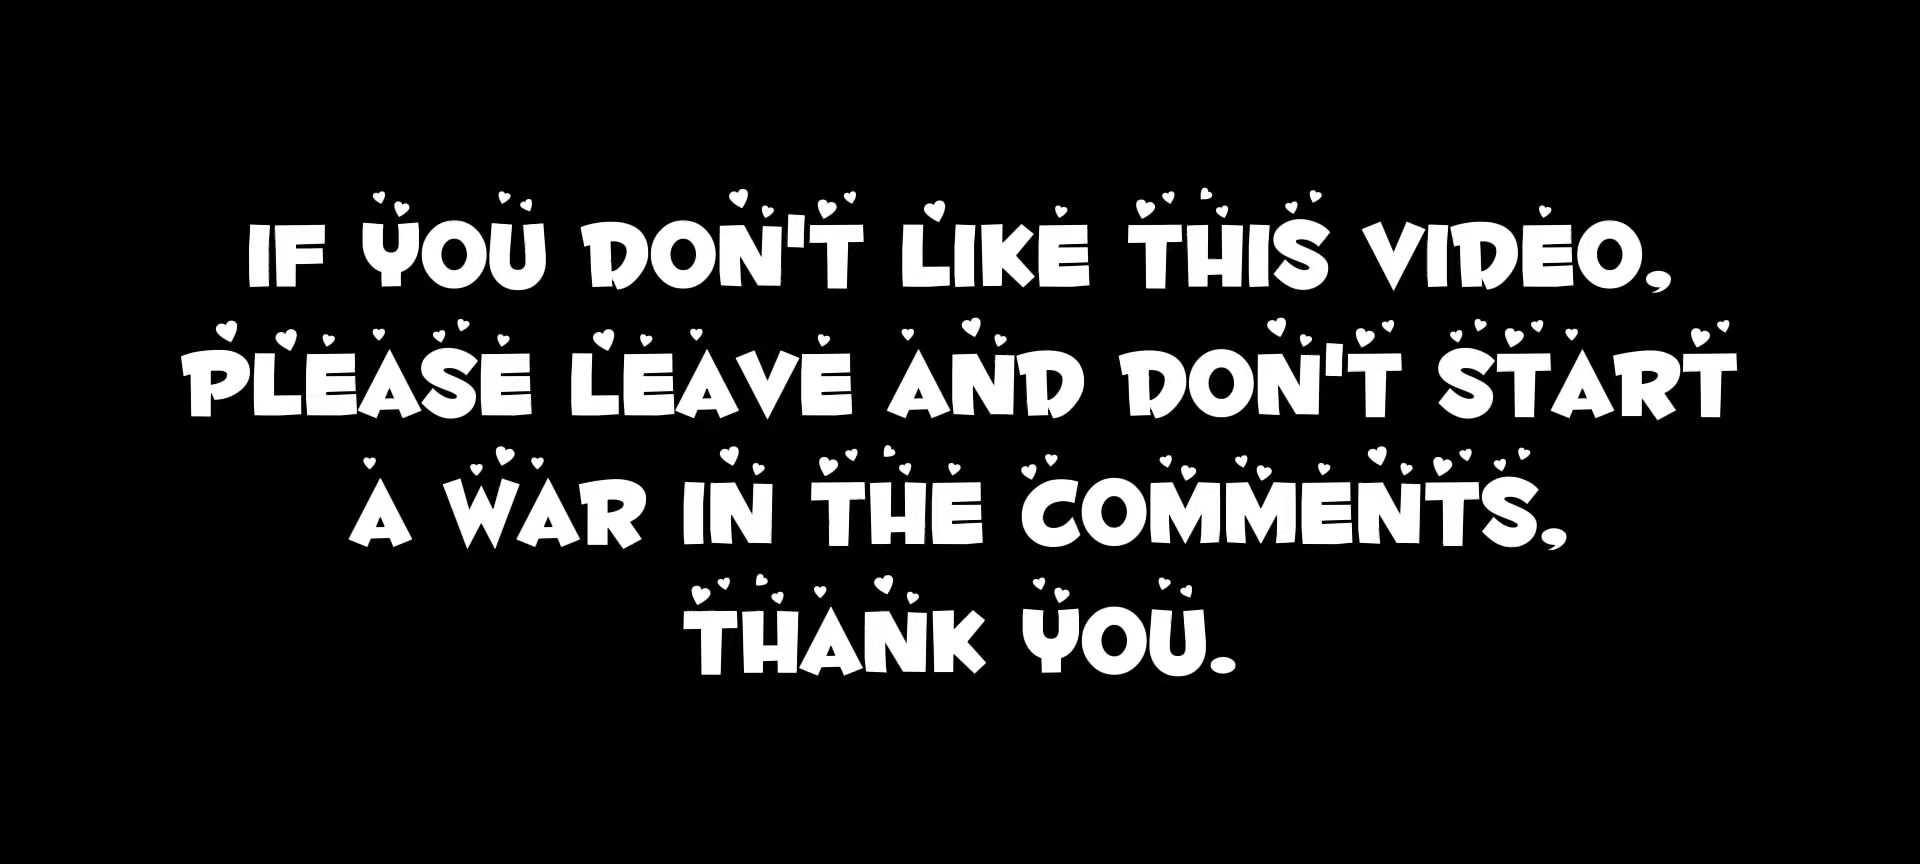 IF YOU DON'T LIKE THIS VIDEO,
PLEASE LEAVE AND DON'T START
A WAR IN THE COMMENTS,
THANK YOU.